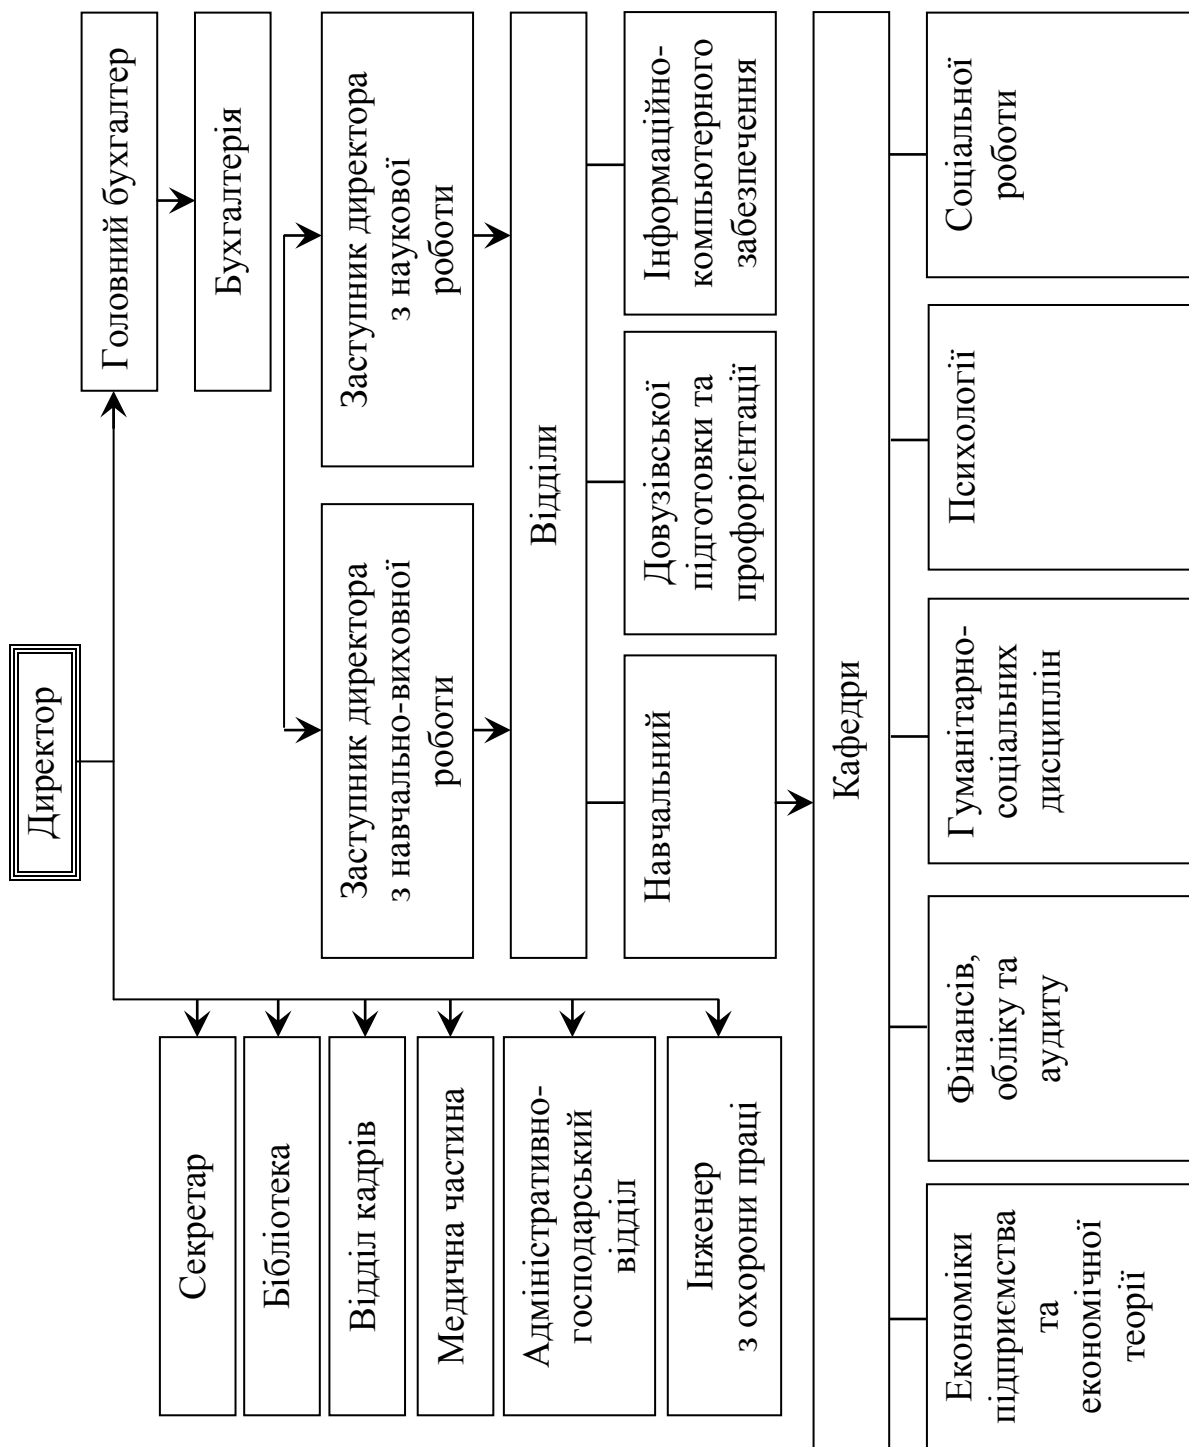 Директор
Головний бухгалтер
Бухгалтерія
Секретар
Бібліотека
Відділ кадрів
Медична частина
Адміністративно-
господарський
відділ
Інженер
з охорони праці
Заступник директора
з навчально-виховної
роботи
Заступник директора
з наукової
роботи
Відділи
Навчальний
Довузівської
підготовки та
профорієнтації
Інформаційно-
компьютерного
забезпечення
Кафедри
Економіки
підприємства
та
економічної
теорії
Фінансів,
обліку та
аудиту
Гуманітарно-
соціальних
дисциплін
Психології
Соціальної
роботи